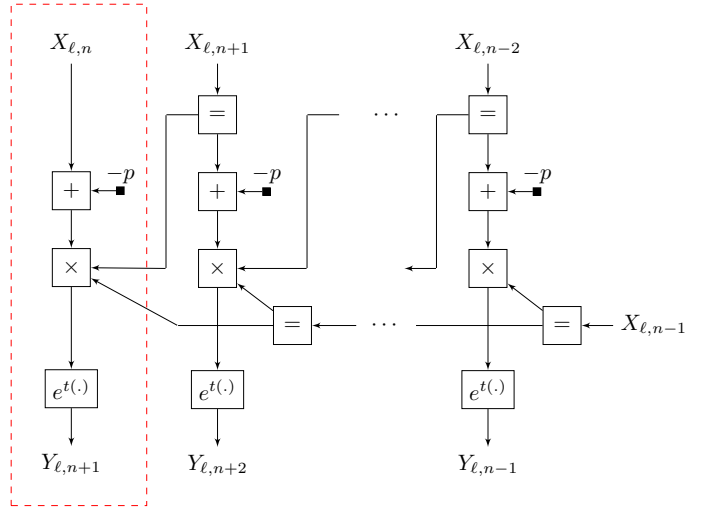 X_{ℓ,n} X_{ℓ,n+1} X_{ℓ,n−2}
= ⋯ =
−p −p −p
+ + +
× × ×
= ⋯ = X_{ℓ,n−1}
e^{t(.)} e^{t(.)} e^{t(.)}
Y_{ℓ,n+1} Y_{ℓ,n+2} Y_{ℓ,n−1}